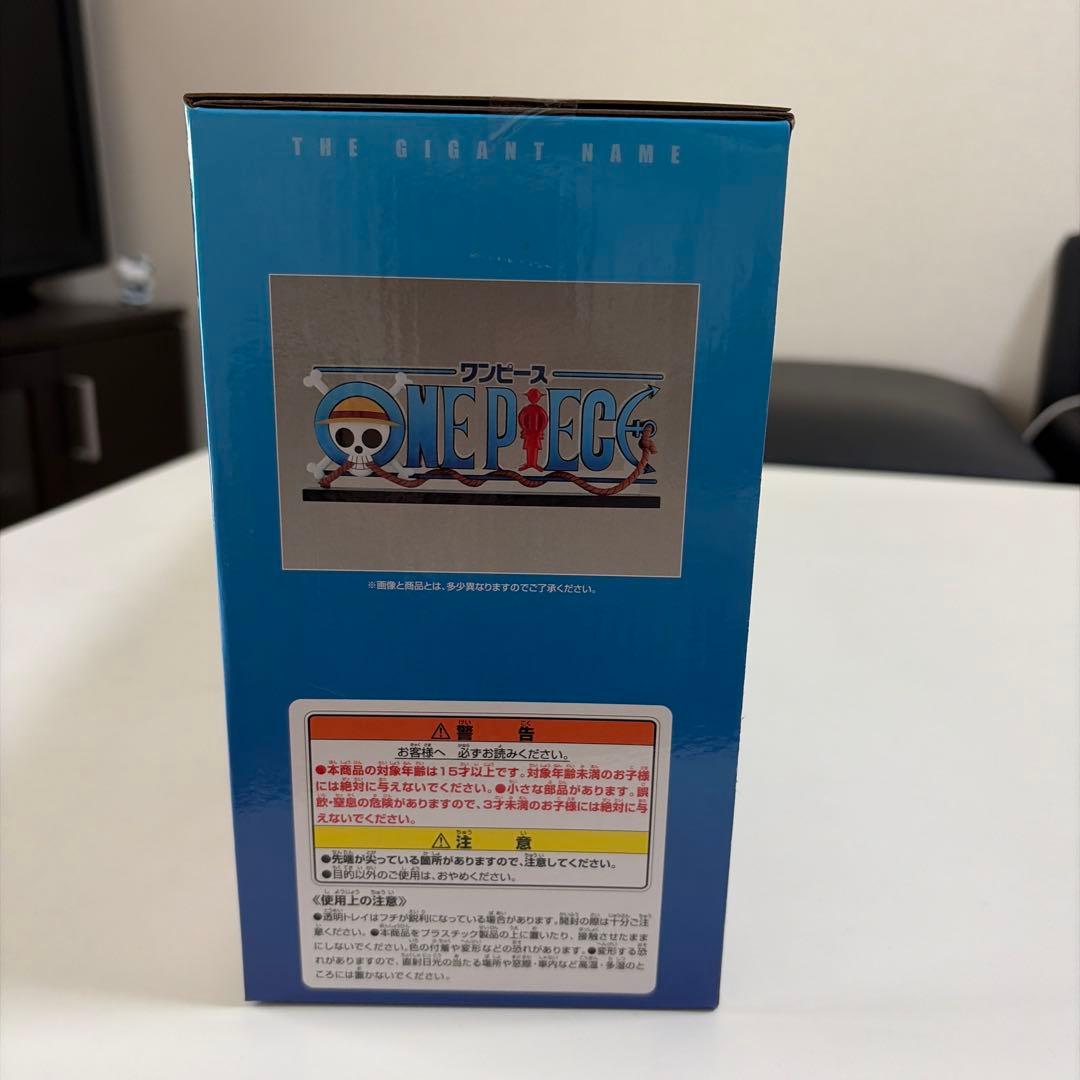 THE GIGANT NAME
ワンピース
ONE PIECE
※画像と商品とは、多少異なりますのでご了承ください。
⚠警告
お客様へ 必ずお読みください。
●本商品の対象年齢は15才以上です。対象年齢未満のお子様
には絶対に与えないでください。●小さな部品があります。誤
飲・窒息の危険がありますので、3才未満のお子様には絶対に与
えないでください。
⚠注意
●先端が尖っている箇所がありますので、注意してください。
●目的以外のご使用は、おやめください。
《使用上の注意》
●透明トレイはフチが鋭利になっている場合があります。開封の際は十分ご注
意ください。●本商品をプラスチック製品の上に置いたり、接触させたまま
にしないでください。色の付着や変形などの恐れがあります。●変形する恐
れがありますので、直射日光の当たる場所や窓際・車内など高温・多湿のと
ころには置かないでください。